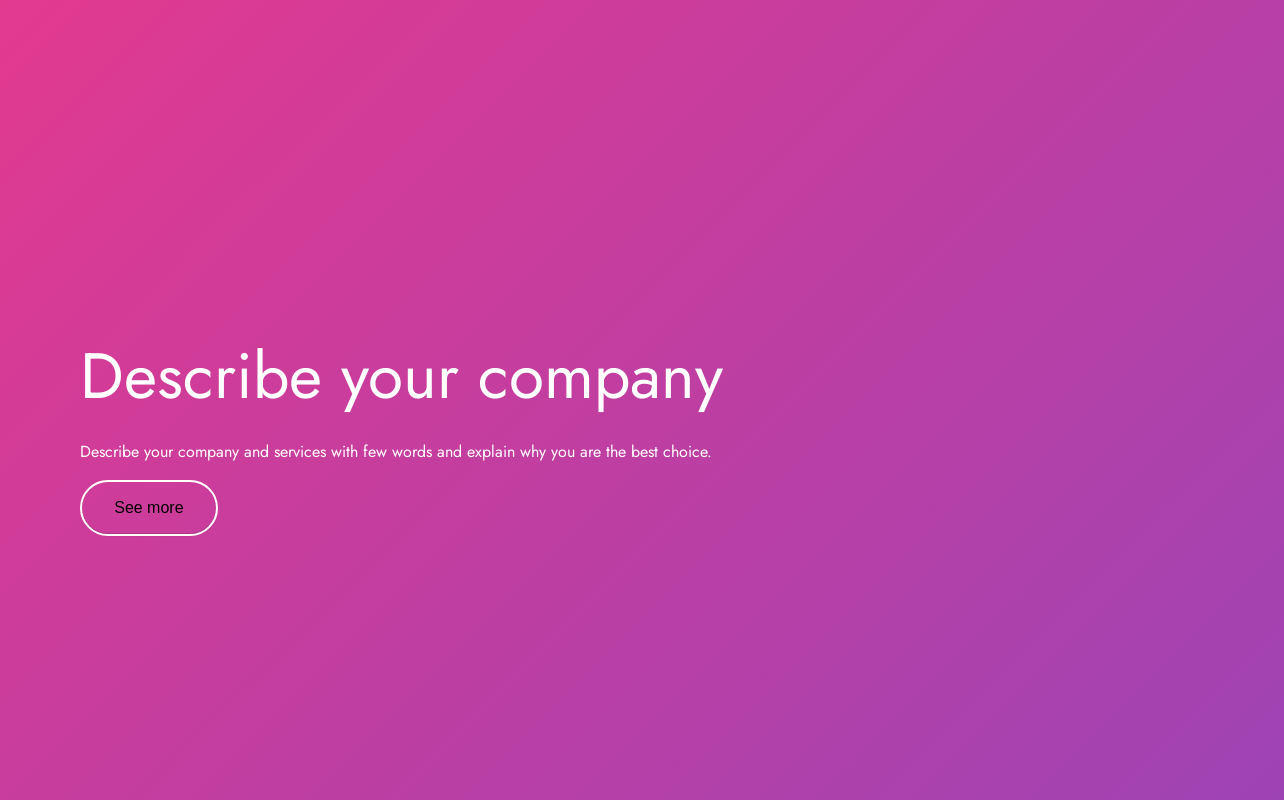 Describe your company
Describe your company and services with few words and explain why you are the best choice.
See more